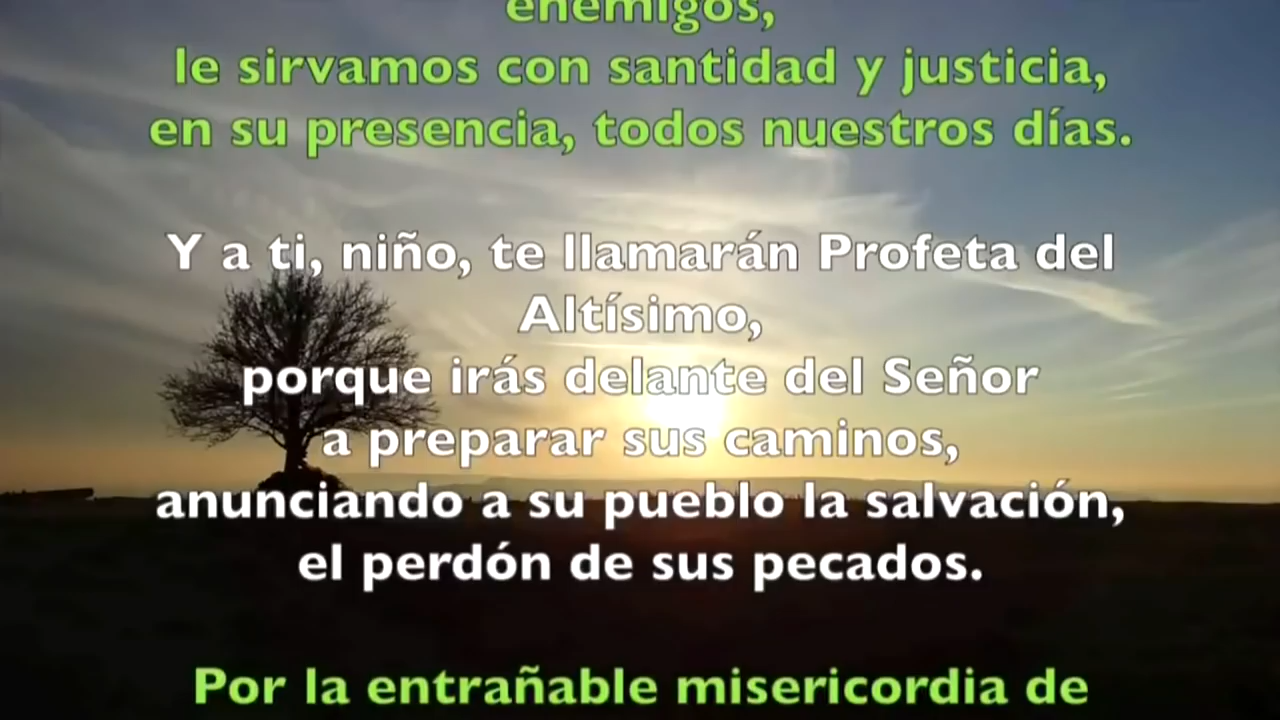 enemigos,
le sirvamos con santidad y justicia,
en su presencia, todos nuestros días.
Y a ti, niño, te llamarán Profeta del
Altísimo,
porque irás delante del Señor
a preparar sus caminos,
anunciando a su pueblo la salvación,
el perdón de sus pecados.
Por la entrañable misericordia de